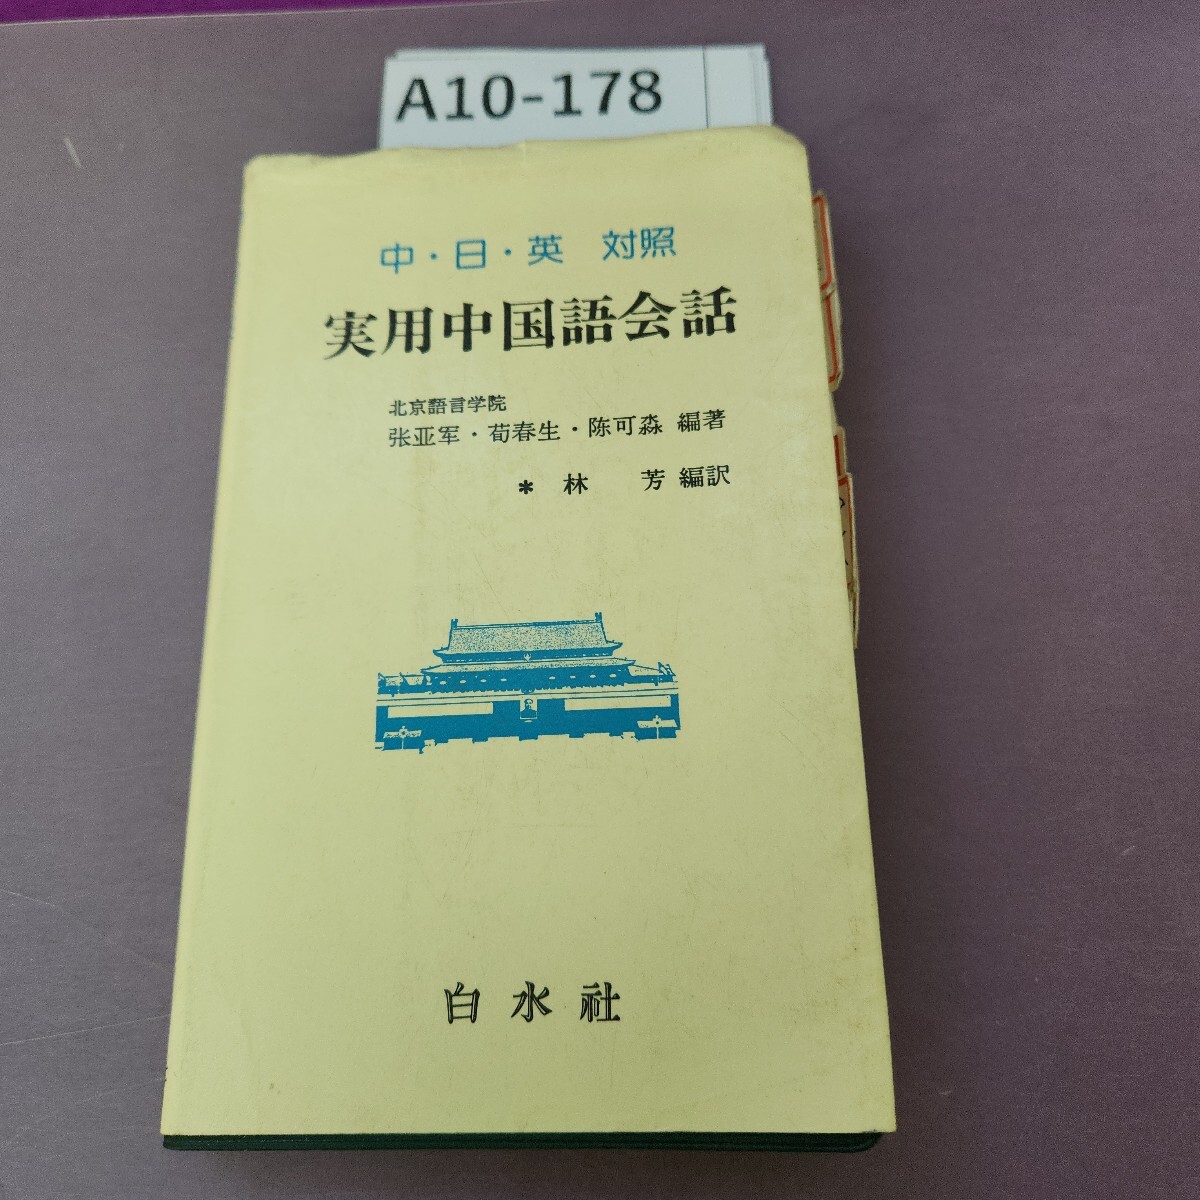 A10-178
中・日・英 対照
実用中国語会話
北京語言学院
张亚军・荀春生・陈可淼 編著
* 林 芳 編訳
白水社